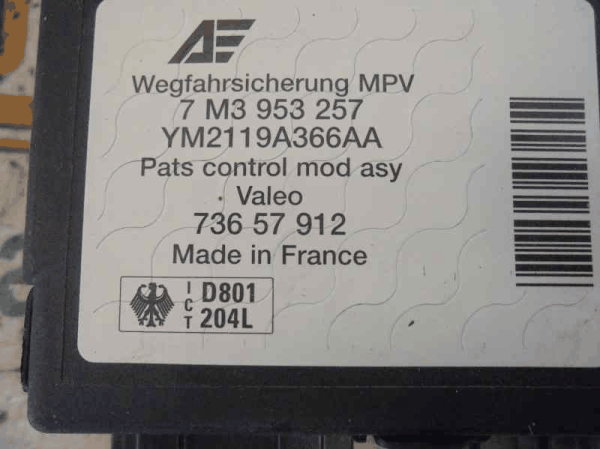 AE
Wegfahrsicherung MPV
7 M3 953 257
YM2119A366AA
Pats control mod asy
Valeo
736 57 912
Made in France
ICT D801
204L